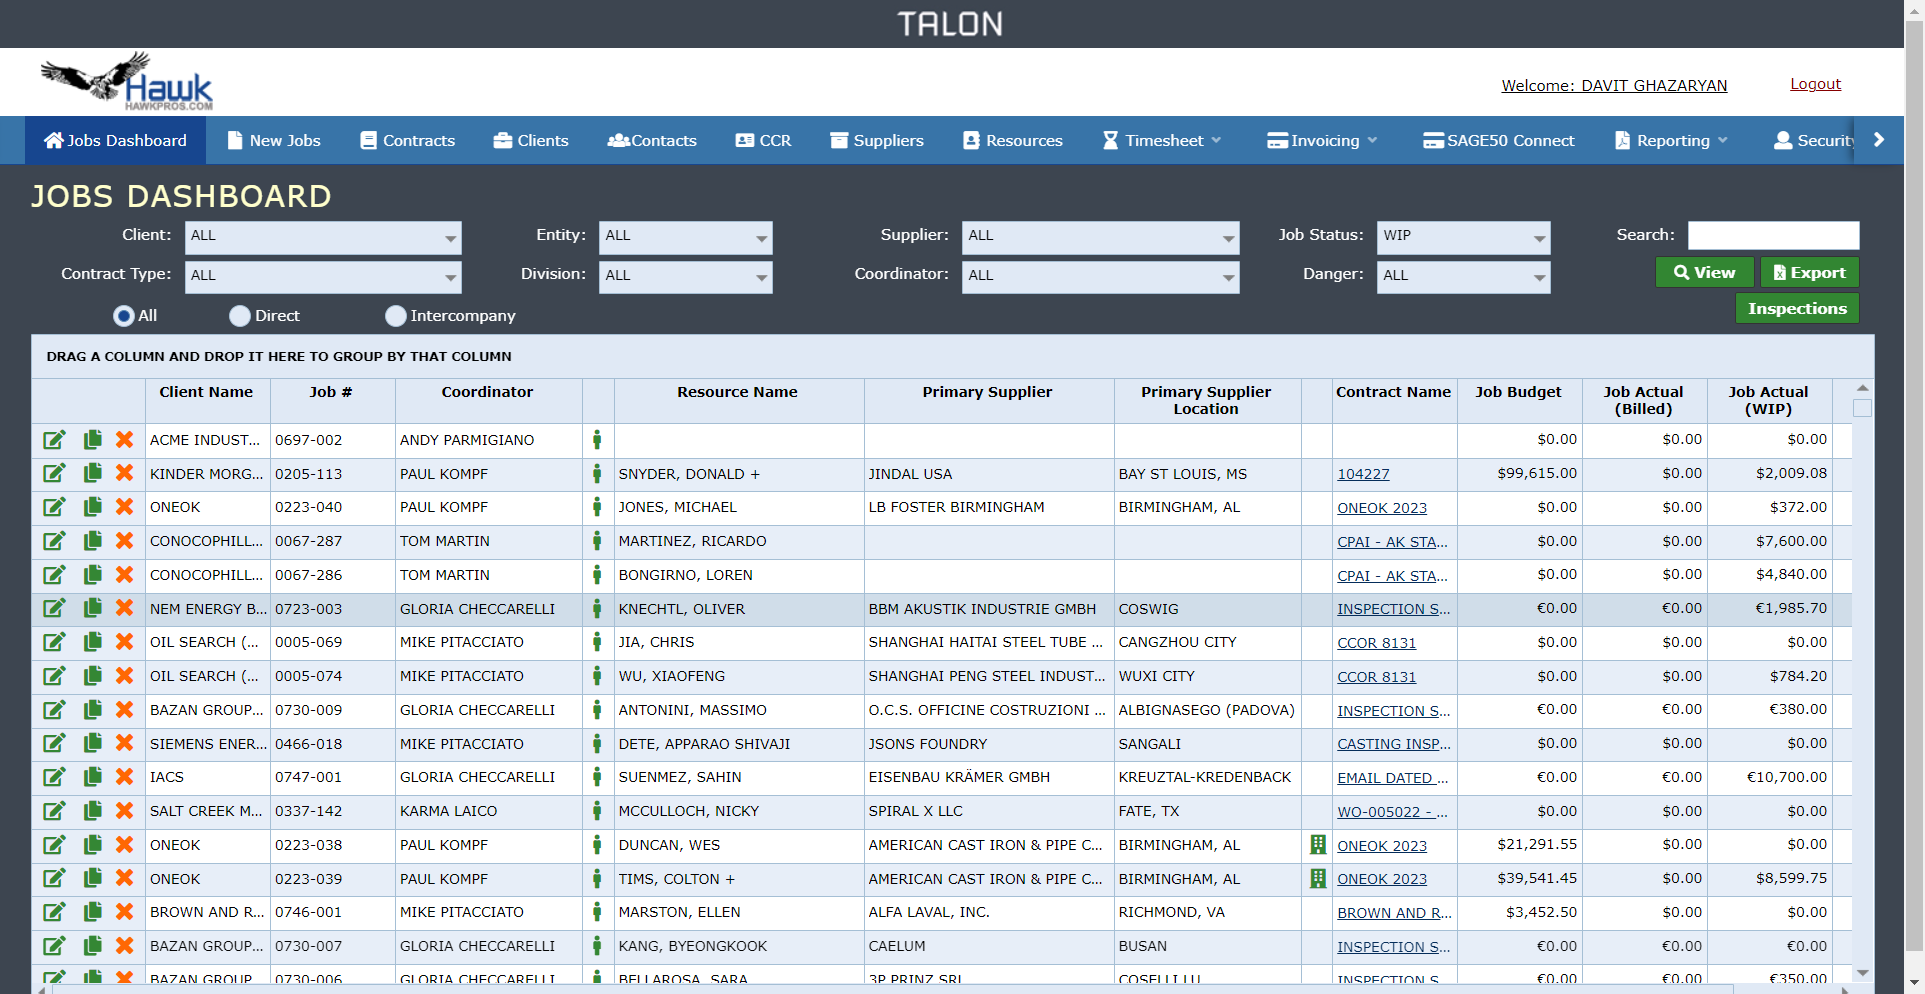 TALON
Hawk
HAWKPROS.COM
Welcome: DAVIT GHAZARYAN
Logout
Jobs Dashboard New Jobs Contracts Clients Contacts CCR Suppliers Resources Timesheet Invoicing SAGE50 Connect Reporting Security
JOBS DASHBOARD
Client: ALL Entity: ALL Supplier: ALL Job Status: WIP Search:
Contract Type: ALL Division: ALL Coordinator: ALL Danger: ALL View Export
All Direct Intercompany Inspections
DRAG A COLUMN AND DROP IT HERE TO GROUP BY THAT COLUMN
Client Name Job # Coordinator Resource Name Primary Supplier Primary Supplier Location Contract Name Job Budget Job Actual (Billed) Job Actual (WIP)
ACME INDUST... 0697-002 ANDY PARMIGIANO $0.00 $0.00 $0.00
KINDER MORG... 0205-113 PAUL KOMPF SNYDER, DONALD + JINDAL USA BAY ST LOUIS, MS 104227 $99,615.00 $0.00 $2,009.08
ONEOK 0223-040 PAUL KOMPF JONES, MICHAEL LB FOSTER BIRMINGHAM BIRMINGHAM, AL ONEOK 2023 $0.00 $0.00 $372.00
CONOCOPHILL... 0067-287 TOM MARTIN MARTINEZ, RICARDO CPAI - AK STA... $0.00 $0.00 $7,600.00
CONOCOPHILL... 0067-286 TOM MARTIN BONGIRNO, LOREN CPAI - AK STA... $0.00 $0.00 $4,840.00
NEM ENERGY B... 0723-003 GLORIA CHECCARELLI KNECHTL, OLIVER BBM AKUSTIK INDUSTRIE GMBH COSWIG INSPECTION S... €0.00 €0.00 €1,985.70
OIL SEARCH (... 0005-069 MIKE PITACCIATO JIA, CHRIS SHANGHAI HAITAI STEEL TUBE ... CANGZHOU CITY CCOR 8131 $0.00 $0.00 $0.00
OIL SEARCH (... 0005-074 MIKE PITACCIATO WU, XIAOFENG SHANGHAI PENG STEEL INDUST... WUXI CITY CCOR 8131 $0.00 $0.00 $784.20
BAZAN GROUP... 0730-009 GLORIA CHECCARELLI ANTONINI, MASSIMO O.C.S. OFFICINE COSTRUZIONI ... ALBIGNASEGO (PADOVA) INSPECTION S... €0.00 €0.00 €380.00
SIEMENS ENER... 0466-018 MIKE PITACCIATO DETE, APPARAO SHIVAJI JSONS FOUNDRY SANGALI CASTING INSP... $0.00 $0.00 $0.00
IACS 0747-001 GLORIA CHECCARELLI SUENMEZ, SAHIN EISENBAU KRÄMER GMBH KREUZTAL-KREDENBACK EMAIL DATED ... €0.00 €0.00 €10,700.00
SALT CREEK M... 0337-142 KARMA LAICO MCCULLOCH, NICKY SPIRAL X LLC FATE, TX WO-005022 - ... $0.00 $0.00 $0.00
ONEOK 0223-038 PAUL KOMPF DUNCAN, WES AMERICAN CAST IRON & PIPE C... BIRMINGHAM, AL ONEOK 2023 $21,291.55 $0.00 $0.00
ONEOK 0223-039 PAUL KOMPF TIMS, COLTON + AMERICAN CAST IRON & PIPE C... BIRMINGHAM, AL ONEOK 2023 $39,541.45 $0.00 $8,599.75
BROWN AND R... 0746-001 MIKE PITACCIATO MARSTON, ELLEN ALFA LAVAL, INC. RICHMOND, VA BROWN AND R... $3,452.50 $0.00 $0.00
BAZAN GROUP... 0730-007 GLORIA CHECCARELLI KANG, BYEONGKOOK CAELUM BUSAN INSPECTION S... €0.00 €0.00 €0.00
BAZAN GROUP... 0730-006 GLORIA CHECCARELLI BELLAROSA, SARA 3P PRINZ SRL COSELLI LU INSPECTION S... €0.00 €0.00 €350.00